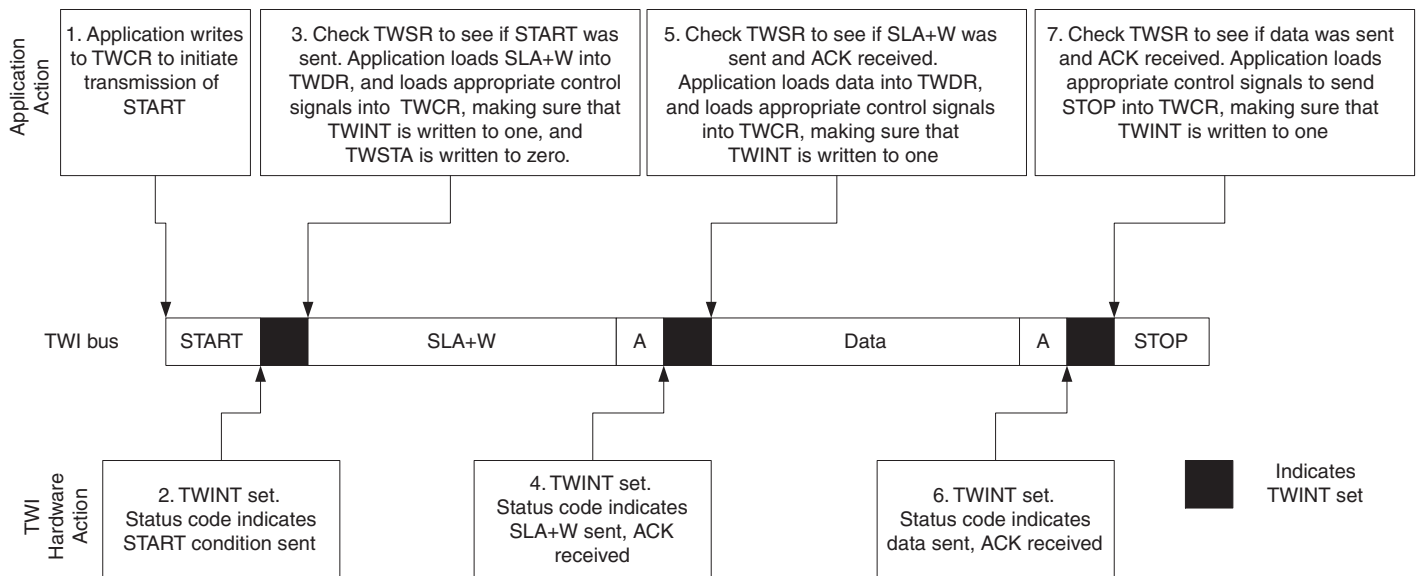 Application
Action
1. Application writes
to TWCR to initiate
transmission of
START
3. Check TWSR to see if START was
sent. Application loads SLA+W into
TWDR, and loads appropriate control
signals into TWCR, making sure that
TWINT is written to one, and
TWSTA is written to zero.
5. Check TWSR to see if SLA+W was
sent and ACK received.
Application loads data into TWDR,
and loads appropriate control signals
into TWCR, making sure that
TWINT is written to one
7. Check TWSR to see if data was sent
and ACK received. Application loads
appropriate control signals to send
STOP into TWCR, making sure that
TWINT is written to one
TWI bus
START
SLA+W
A
Data
A
STOP
TWI
Hardware
Action
2. TWINT set.
Status code indicates
START condition sent
4. TWINT set.
Status code indicates
SLA+W sent, ACK
received
6. TWINT set.
Status code indicates
data sent, ACK received
Indicates
TWINT set